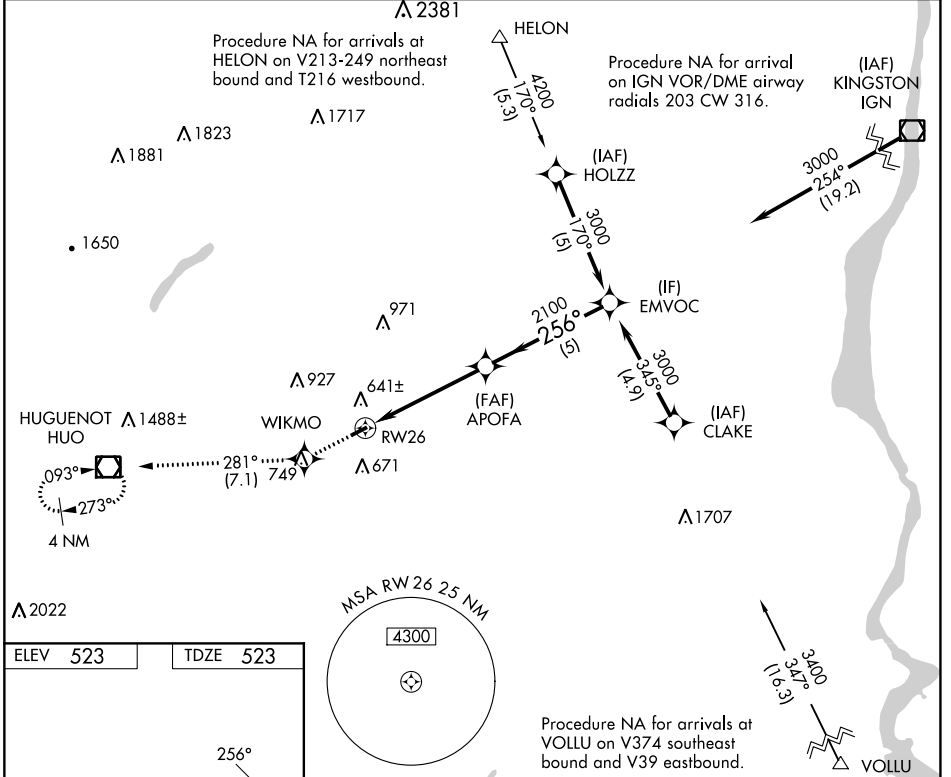 2381
Procedure NA for arrivals at
HELON on V213-249 northeast
bound and T216 westbound.
HELON
4200
170°
(5.3)
Procedure NA for arrival
on IGN VOR/DME airway
radials 203 CW 316.
(IAF)
KINGSTON
IGN
1717
1823
1881
(IAF)
HOLZZ
3000
254°
(19.2)
1650
3000
170°
(5)
(IF)
EMVOC
971
2100
256°
(5)
3000
345°
(4.9)
927
641±
(FAF)
APOFA
(IAF)
CLAKE
HUGUENOT
HUO
1488±
WIKMO
RW26
093°
281°
(7.1)
749
671
273°
4 NM
1707
2022
MSA RW26 25 NM
4300
ELEV 523
TDZE 523
3400
347°
(16.3)
256°
Procedure NA for arrivals at
VOLLU on V374 southeast
bound and V39 eastbound.
VOLLU